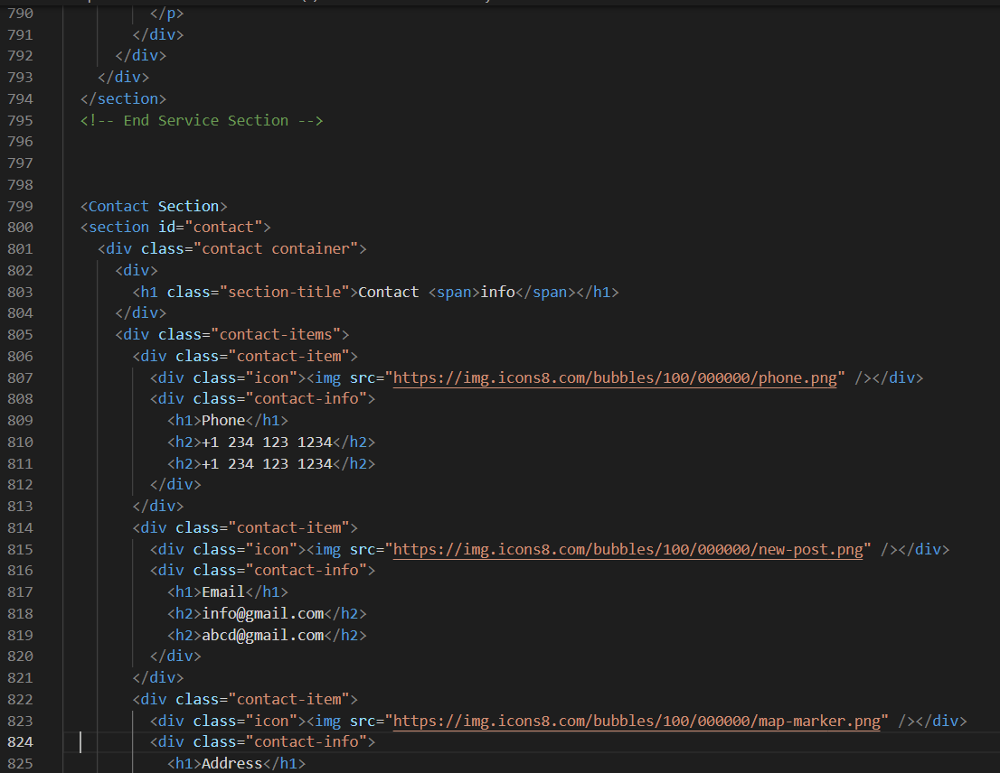 790 </p>
791 </div>
792 </div>
793 </div>
794 </section>
795 <!-- End Service Section -->
796
797
798
799 <Contact Section>
800 <section id="contact">
801 <div class="contact container">
802 <div>
803 <h1 class="section-title">Contact <span>info</span></h1>
804 </div>
805 <div class="contact-items">
806 <div class="contact-item">
807 <div class="icon"><img src="https://img.icons8.com/bubbles/100/000000/phone.png" /></div>
808 <div class="contact-info">
809 <h1>Phone</h1>
810 <h2>+1 234 123 1234</h2>
811 <h2>+1 234 123 1234</h2>
812 </div>
813 </div>
814 <div class="contact-item">
815 <div class="icon"><img src="https://img.icons8.com/bubbles/100/000000/new-post.png" /></div>
816 <div class="contact-info">
817 <h1>Email</h1>
818 <h2>info@gmail.com</h2>
819 <h2>abcd@gmail.com</h2>
820 </div>
821 </div>
822 <div class="contact-item">
823 <div class="icon"><img src="https://img.icons8.com/bubbles/100/000000/map-marker.png" /></div>
824 <div class="contact-info">
825 <h1>Address</h1>